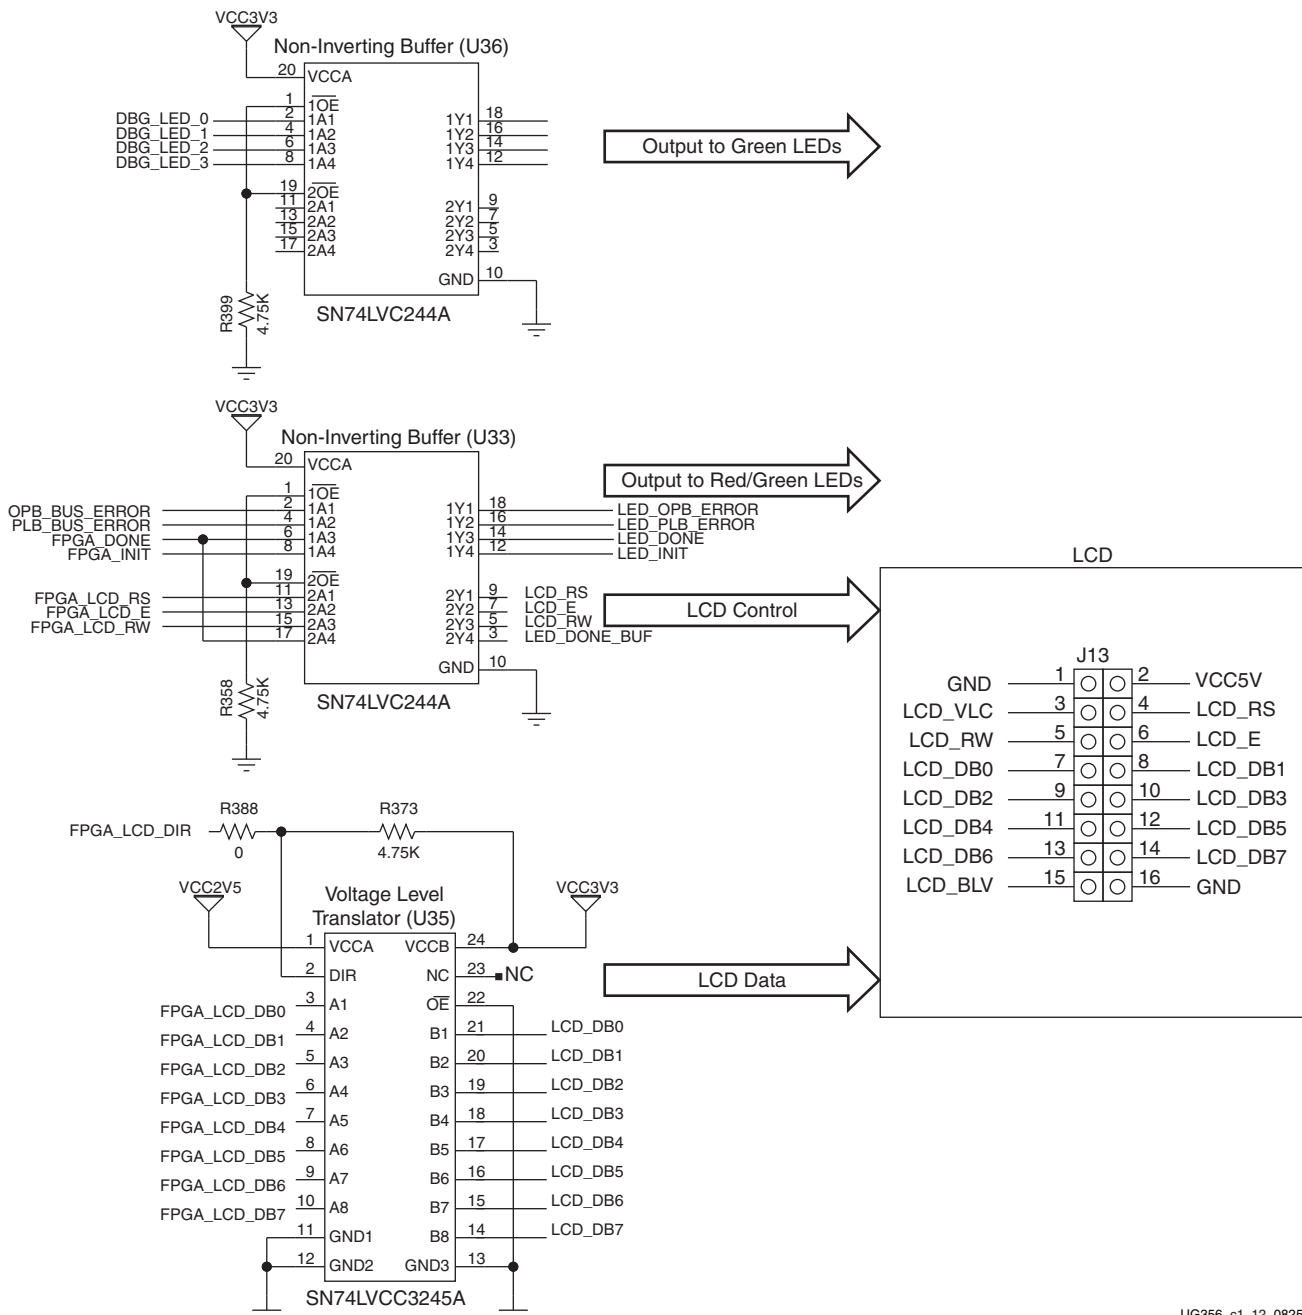 VCC3V3
Non-Inverting Buffer (U36)
20 VCCA
1 1OE
DBG_LED_0 2 1A1 1Y1 18
DBG_LED_1 4 1A2 1Y2 16
DBG_LED_2 6 1A3 1Y3 14
DBG_LED_3 8 1A4 1Y4 12
Output to Green LEDs
19 2OE
11 2A1 2Y1 9
13 2A2 2Y2 7
15 2A3 2Y3 5
17 2A4 2Y4 3
GND 10
R399
4.75K
SN74LVC244A
VCC3V3
Non-Inverting Buffer (U33)
20 VCCA
1 1OE
Output to Red/Green LEDs
OPB_BUS_ERROR 2 1A1 1Y1 18 LED_OPB_ERROR
PLB_BUS_ERROR 4 1A2 1Y2 16 LED_PLB_ERROR
FPGA_DONE 6 1A3 1Y3 14 LED_DONE
FPGA_INIT 8 1A4 1Y4 12 LED_INIT
19 2OE
FPGA_LCD_RS 11 2A1 2Y1 9 LCD_RS
FPGA_LCD_E 13 2A2 2Y2 7 LCD_E
FPGA_LCD_RW 15 2A3 2Y3 5 LCD_RW
17 2A4 2Y4 3 LED_DONE_BUF
LCD Control
GND 10
R358
4.75K
SN74LVC244A
LCD
J13
GND 1 2 VCC5V
LCD_VLC 3 4 LCD_RS
LCD_RW 5 6 LCD_E
LCD_DB0 7 8 LCD_DB1
LCD_DB2 9 10 LCD_DB3
LCD_DB4 11 12 LCD_DB5
LCD_DB6 13 14 LCD_DB7
LCD_BLV 15 16 GND
R388 R373
FPGA_LCD_DIR
0 4.75K
VCC2V5 VCC3V3
Voltage Level
Translator (U35)
1 VCCA VCCB 24
2 DIR NC 23 NC
LCD Data
FPGA_LCD_DB0 3 A1 OE 22
FPGA_LCD_DB1 4 A2 B1 21 LCD_DB0
FPGA_LCD_DB2 5 A3 B2 20 LCD_DB1
FPGA_LCD_DB3 6 A4 B3 19 LCD_DB2
FPGA_LCD_DB4 7 A5 B4 18 LCD_DB3
FPGA_LCD_DB5 8 A6 B5 17 LCD_DB4
FPGA_LCD_DB6 9 A7 B6 16 LCD_DB5
FPGA_LCD_DB7 10 A8 B7 15 LCD_DB6
11 GND1 B8 14 LCD_DB7
12 GND2 GND3 13
SN74LVCC3245A